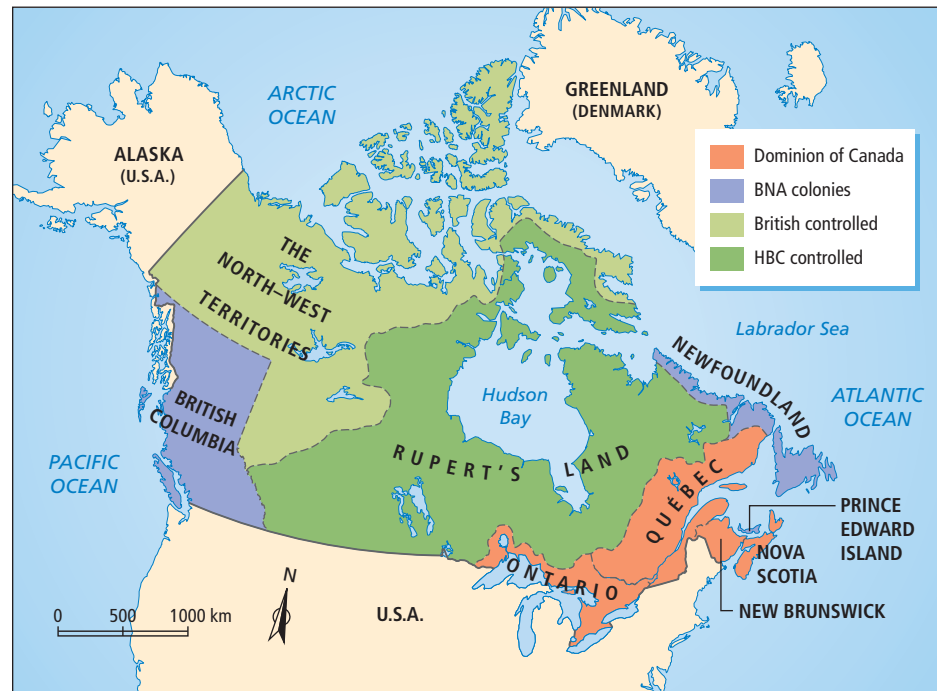 ARCTIC
OCEAN
GREENLAND
(DENMARK)
ALASKA
(U.S.A.)
Dominion of Canada
BNA colonies
British controlled
HBC controlled
THE
NORTH–WEST
TERRITORIES
Labrador Sea
NEWFOUNDLAND
ATLANTIC
OCEAN
BRITISH
COLUMBIA
Hudson
Bay
PACIFIC
OCEAN
RUPERT'S LAND
QUÉBEC
PRINCE
EDWARD
ISLAND
NOVA
SCOTIA
ONTARIO
NEW BRUNSWICK
N
U.S.A.
0 500 1000 km